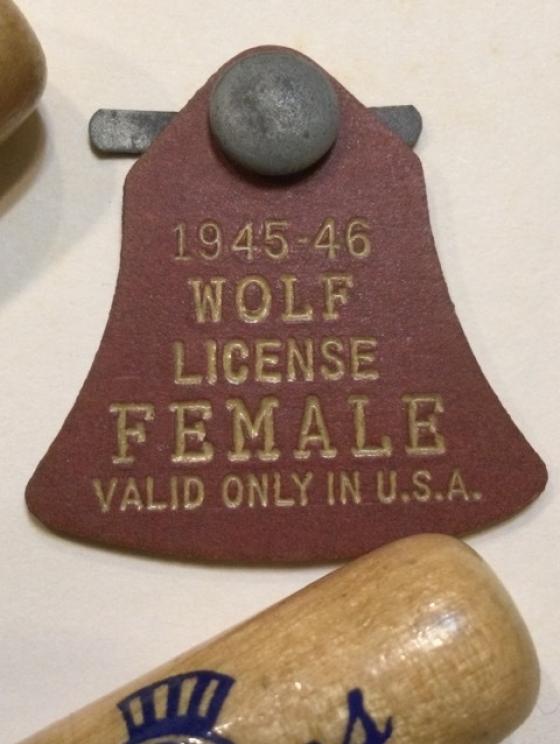 1945-46
WOLF
LICENSE
FEMALE
VALID ONLY IN U.S.A.